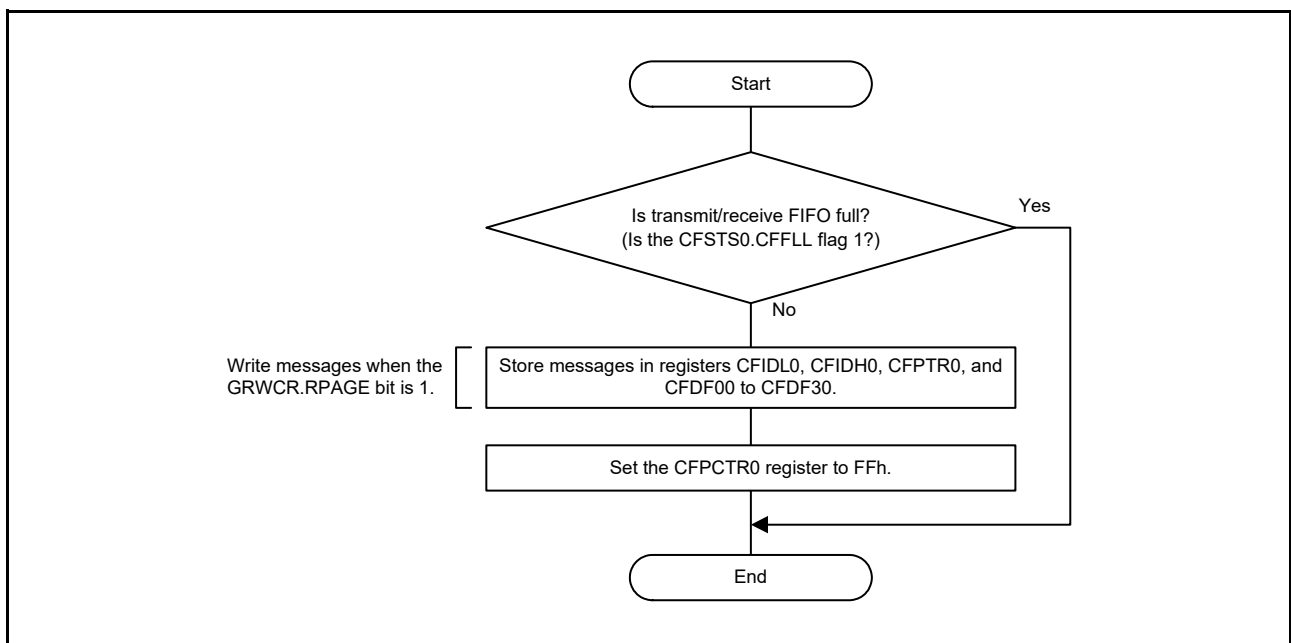 Start
Is transmit/receive FIFO full?
(Is the CFSTS0.CFFLL flag 1?)
Yes
No
Write messages when the
GRWCR.RPAGE bit is 1.
Store messages in registers CFIDL0, CFIDH0, CFPTR0, and
CFDF00 to CFDF30.
Set the CFPCTR0 register to FFh.
End